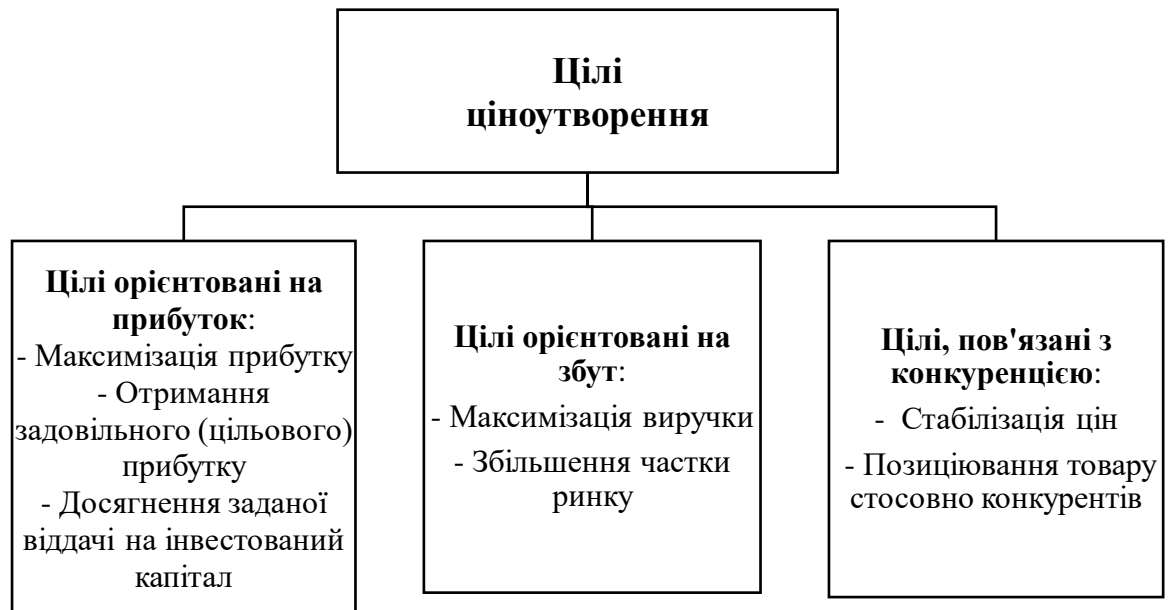 Цілі
ціноутворення
Цілі орієнтовані на
прибуток:
- Максимізація прибутку
- Отримання
задовільного (цільового)
прибутку
- Досягнення заданої
віддачі на інвестований
капітал
Цілі орієнтовані на
збут:
- Максимізація виручки
- Збільшення частки
ринку
Цілі, пов'язані з
конкуренцією:
- Стабілізація цін
- Позиціювання товару
стосовно конкурентів